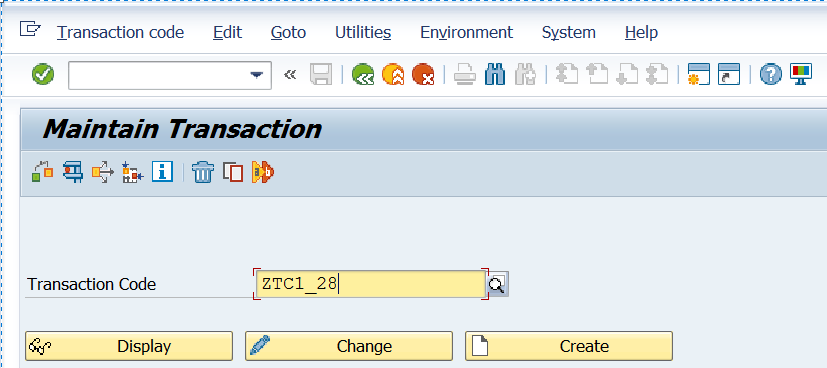 Transaction code Edit Goto Utilities Environment System Help
Maintain Transaction
Transaction Code ZTC1_28
Display Change Create